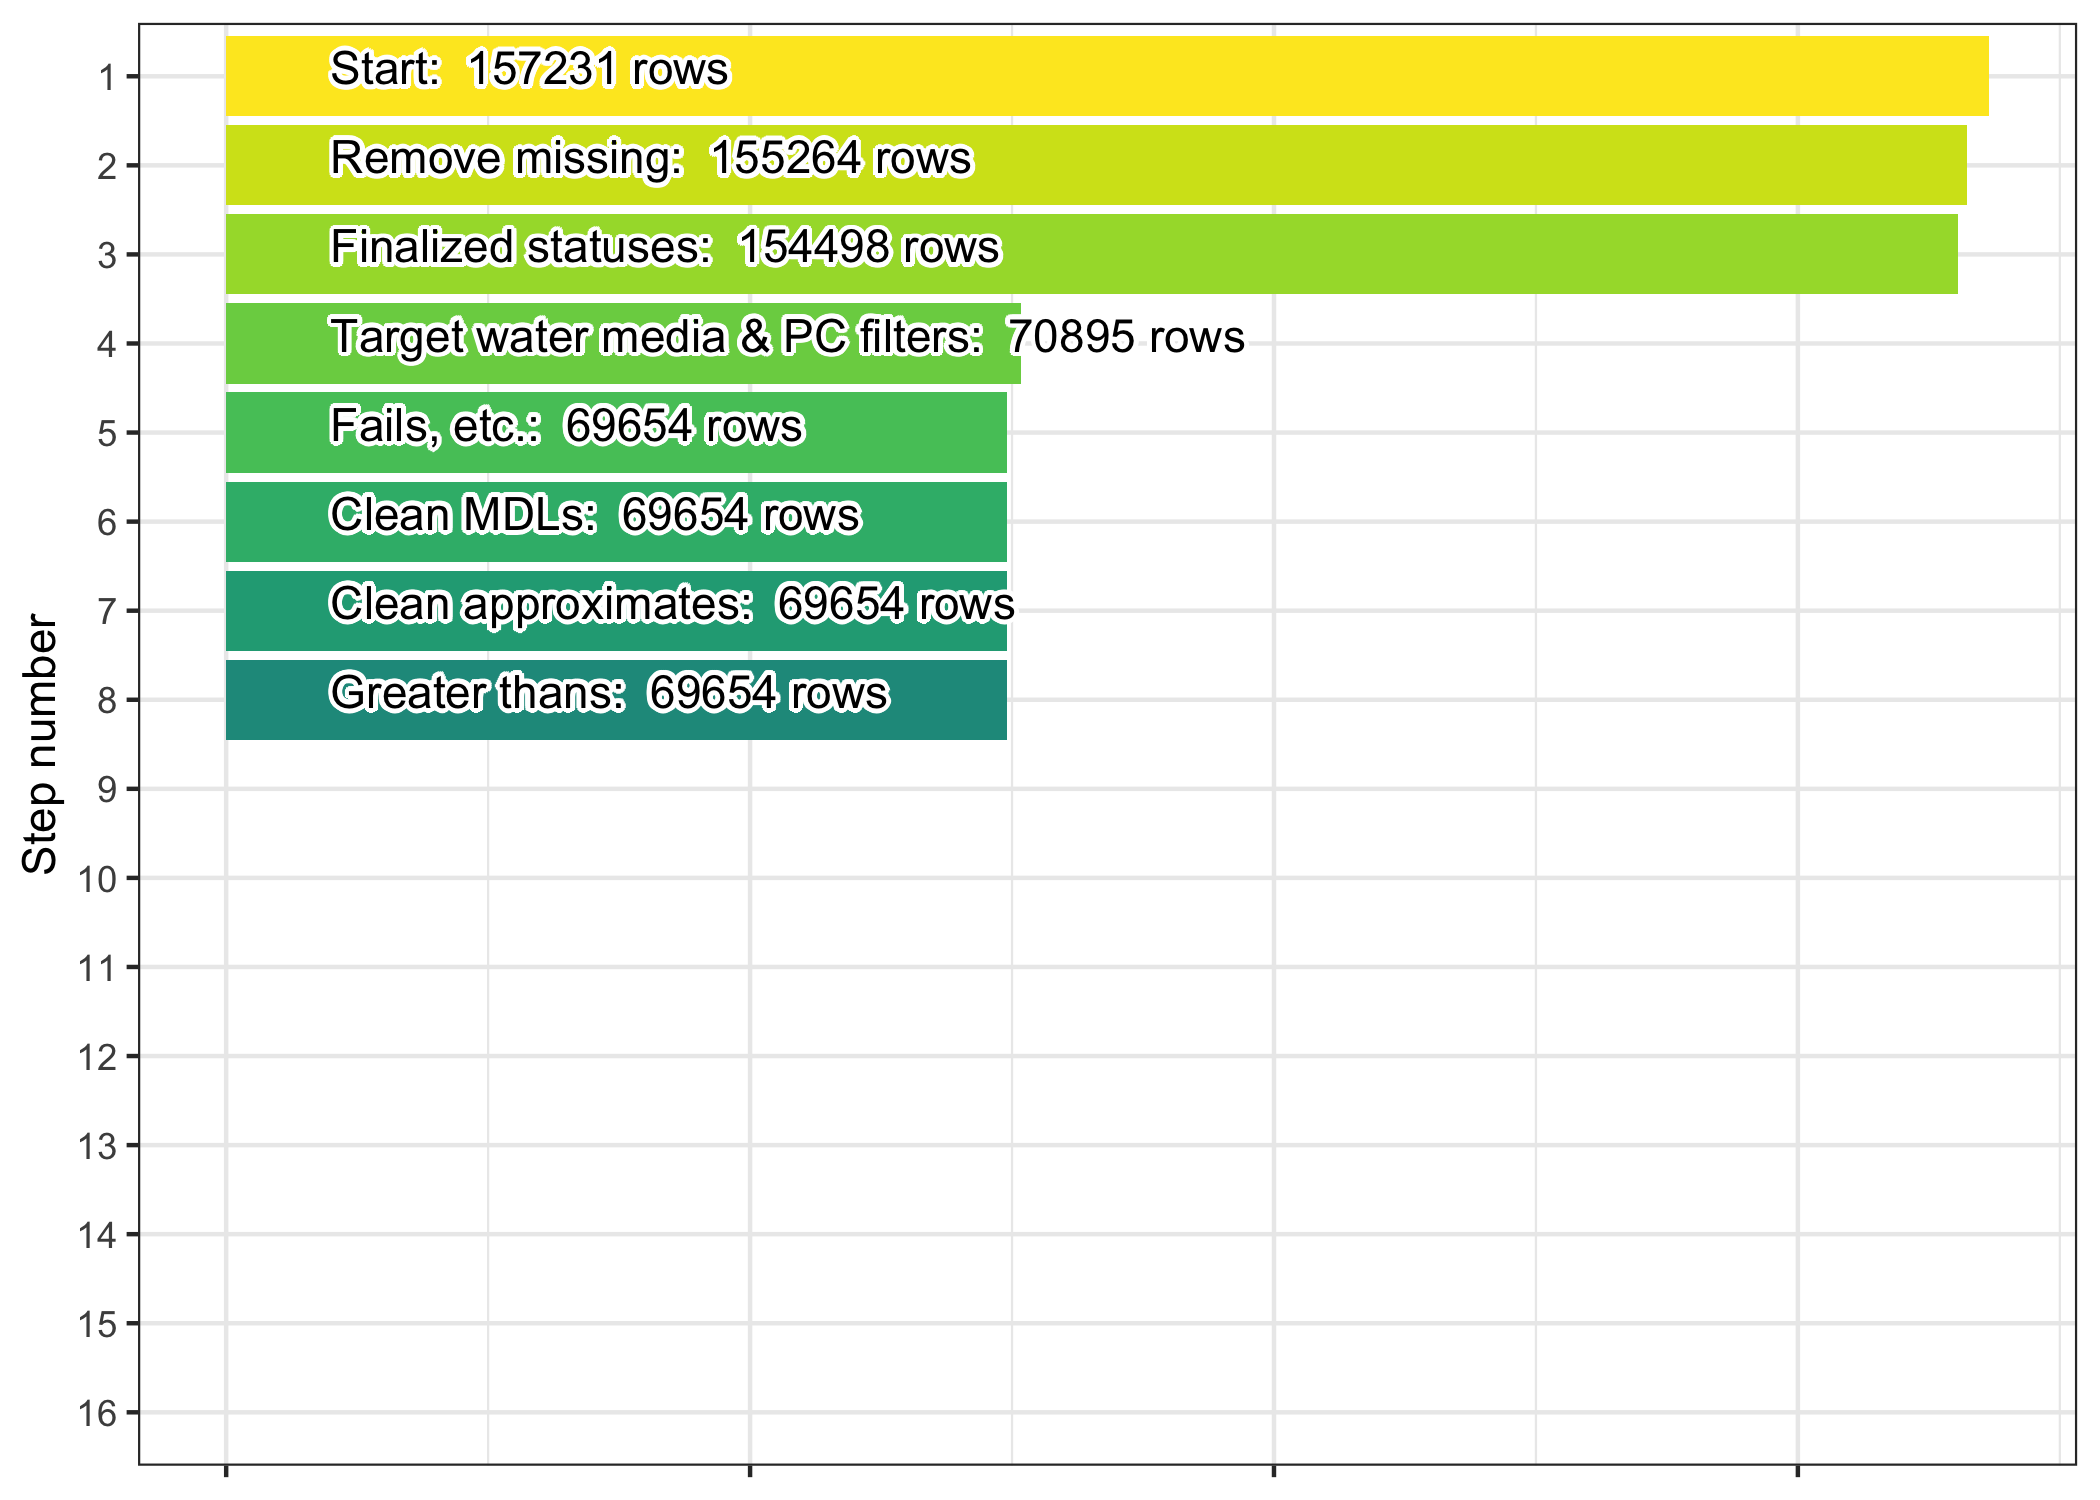 1
Start:  157231 rows
2
Remove missing:  155264 rows
3
Finalized statuses:  154498 rows
4
Target water media & PC filters:  70895 rows
5
Fails, etc.:  69654 rows
6
Clean MDLs:  69654 rows
7
Clean approximates:  69654 rows
8
Greater thans:  69654 rows
9
10
11
12
13
14
15
16
Step number